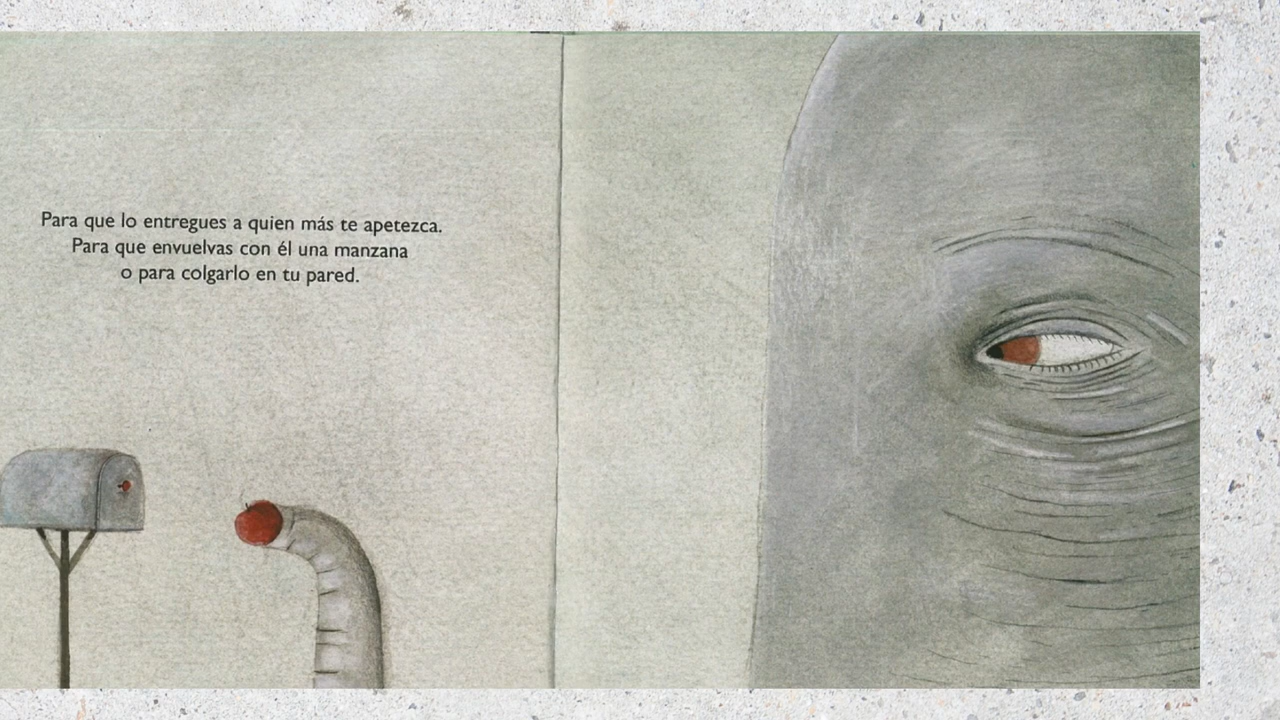 Para que lo entregues a quien más te apetezca.
Para que envuelvas con él una manzana
o para colgarlo en tu pared.